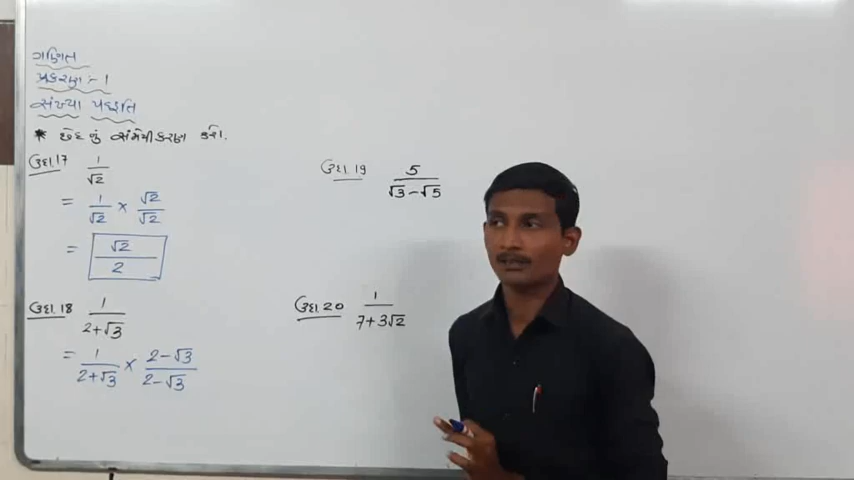 ગણિત
પ્રકરણ :- 1
સંખ્યા પદ્ધતિ
* છેદનું સંમેયીકરણ કરો.
ઉદા.17 1/√2
= 1/√2 × √2/√2
= √2/2
ઉદા.18 1/(2+√3)
= 1/(2+√3) × (2-√3)/(2-√3)
ઉદા.19 5/(√3-√5)
ઉદા.20 1/(7+3√2)